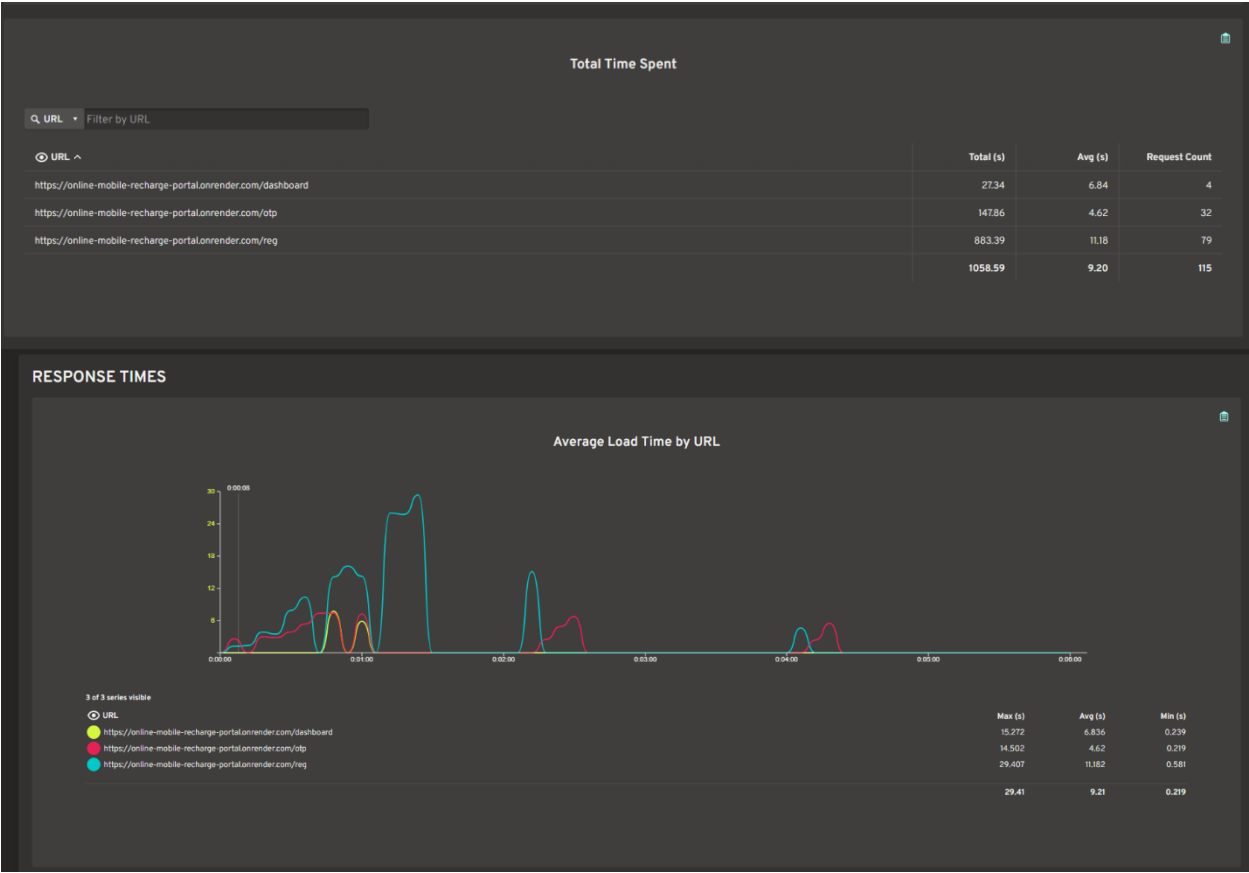 Total Time Spent
URL Filter by URL
URL Total (s) Avg (s) Request Count
https://online-mobile-recharge-portal.onrender.com/dashboard 27.34 6.84 4
https://online-mobile-recharge-portal.onrender.com/otp 147.86 4.62 32
https://online-mobile-recharge-portal.onrender.com/reg 883.39 11.18 79
1058.59 9.20 115
RESPONSE TIMES
Average Load Time by URL
0:00:08
30
24
18
12
6
0:00:00 0:01:00 0:02:00 0:03:00 0:04:00 0:05:00 0:06:00
3 of 3 series visible
URL Max (s) Avg (s) Min (s)
https://online-mobile-recharge-portal.onrender.com/dashboard 15.272 6.836 0.239
https://online-mobile-recharge-portal.onrender.com/otp 14.502 4.62 0.219
https://online-mobile-recharge-portal.onrender.com/reg 29.407 11.182 0.581
29.41 9.21 0.219